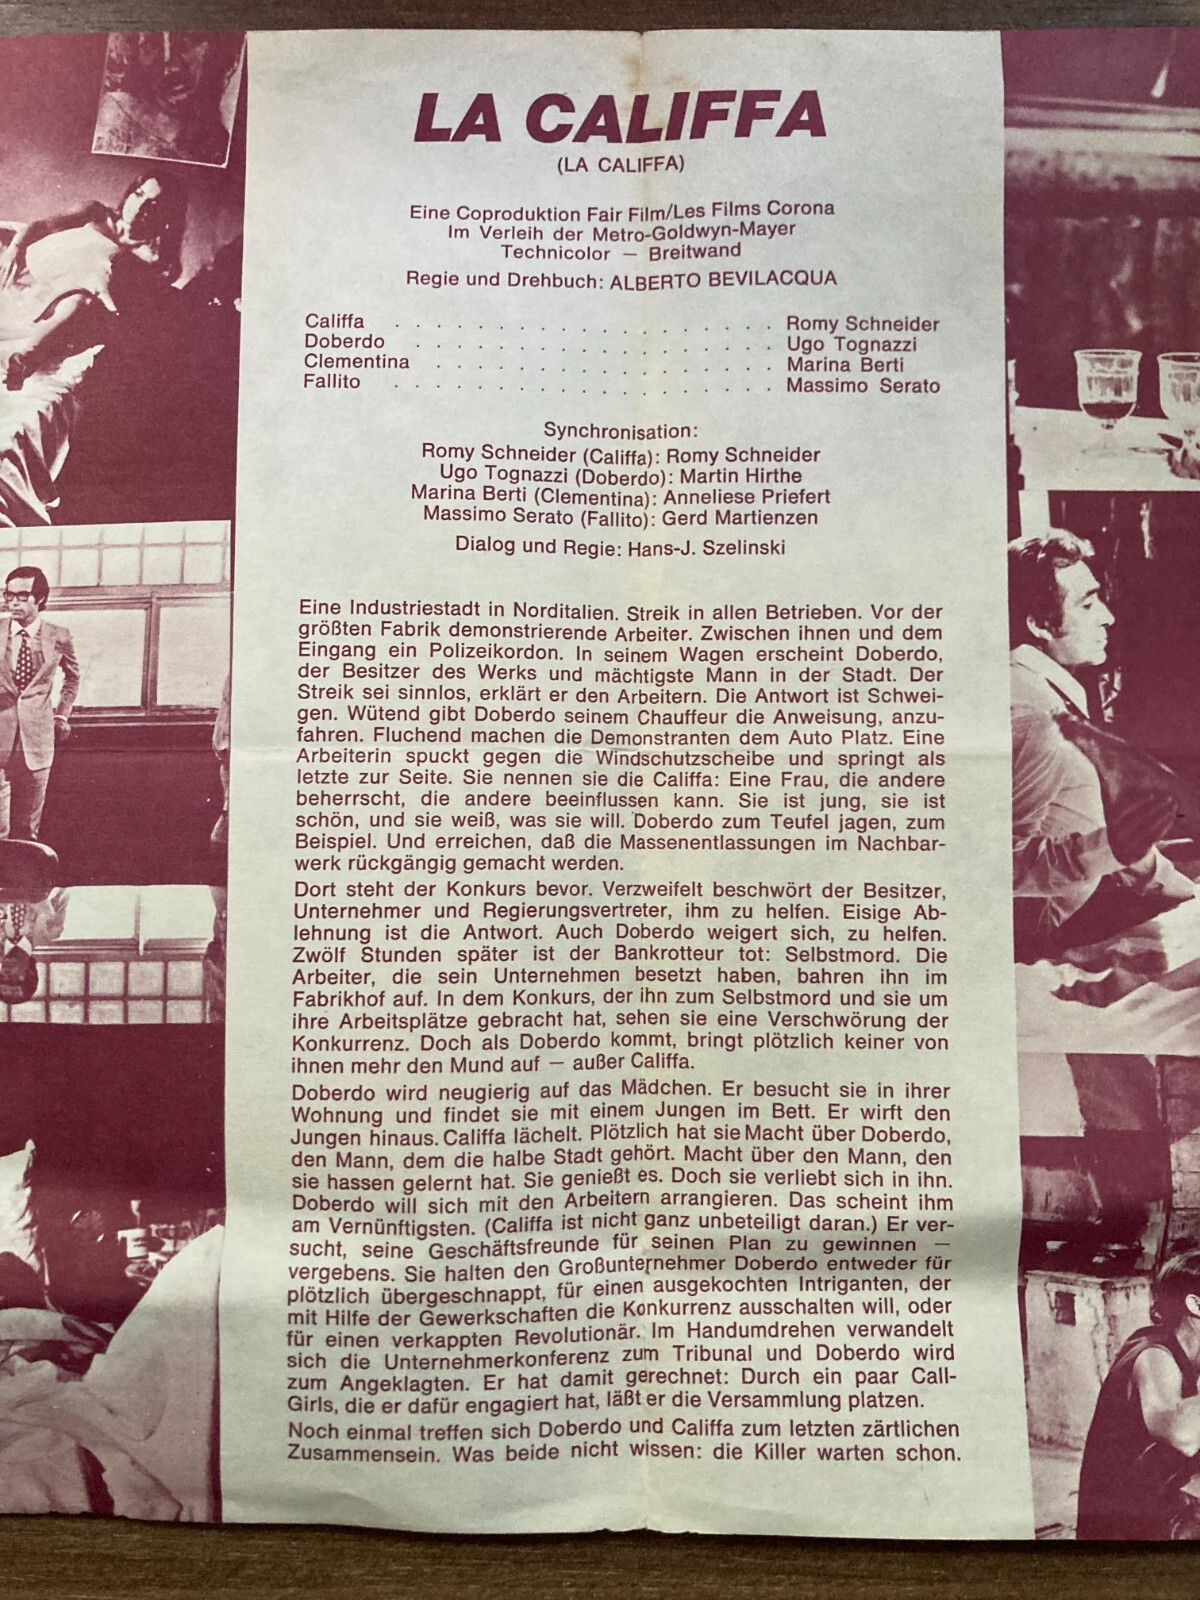 LA CALIFFA
(LA CALIFFA)
Eine Coproduktion Fair Film/Les Films Corona
Im Verleih der Metro-Goldwyn-Mayer
Technicolor — Breitwand
Regie und Drehbuch: ALBERTO BEVILACQUA
Califfa . . . . . . . . . . . . . . . . . . . Romy Schneider
Doberdo . . . . . . . . . . . . . . . . . . Ugo Tognazzi
Clementina . . . . . . . . . . . . . . . . . Marina Berti
Fallito . . . . . . . . . . . . . . . . . . . Massimo Serato
Synchronisation:
Romy Schneider (Califfa): Romy Schneider
Ugo Tognazzi (Doberdo): Martin Hirthe
Marina Berti (Clementina): Anneliese Priefert
Massimo Serato (Fallito): Gerd Martienzen
Dialog und Regie: Hans-J. Szelinski
Eine Industriestadt in Norditalien. Streik in allen Betrieben. Vor der
größten Fabrik demonstrierende Arbeiter. Zwischen ihnen und dem
Eingang ein Polizeikordon. In seinem Wagen erscheint Doberdo,
der Besitzer des Werks und mächtigste Mann in der Stadt. Der
Streik sei sinnlos, erklärt er den Arbeitern. Die Antwort ist Schwei-
gen. Wütend gibt Doberdo seinem Chauffeur die Anweisung, anzu-
fahren. Fluchend machen die Demonstranten dem Auto Platz. Eine
Arbeiterin spuckt gegen die Windschutzscheibe und springt als
letzte zur Seite. Sie nennen sie die Califfa: Eine Frau, die andere
beherrscht, die andere beeinflussen kann. Sie ist jung, sie ist
schön, und sie weiß, was sie will. Doberdo zum Teufel jagen, zum
Beispiel. Und erreichen, daß die Massenentlassungen im Nachbar-
werk rückgängig gemacht werden.
Dort steht der Konkurs bevor. Verzweifelt beschwört der Besitzer,
Unternehmer und Regierungsvertreter, ihm zu helfen. Eisige Ab-
lehnung ist die Antwort. Auch Doberdo weigert sich, zu helfen.
Zwölf Stunden später ist der Bankrotteur tot: Selbstmord. Die
Arbeiter, die sein Unternehmen besetzt haben, bahren ihn im
Fabrikhof auf. In dem Konkurs, der ihn zum Selbstmord und sie um
ihre Arbeitsplätze gebracht hat, sehen sie eine Verschwörung der
Konkurrenz. Doch als Doberdo kommt, bringt plötzlich keiner von
ihnen mehr den Mund auf — außer Califfa.
Doberdo wird neugierig auf das Mädchen. Er besucht sie in ihrer
Wohnung und findet sie mit einem Jungen im Bett. Er wirft den
Jungen hinaus. Califfa lächelt. Plötzlich hat sie Macht über Doberdo,
den Mann, dem die halbe Stadt gehört. Macht über den Mann, den
sie hassen gelernt hat. Sie genießt es. Doch sie verliebt sich in ihn.
Doberdo will sich mit den Arbeitern arrangieren. Das scheint ihm
am Vernünftigsten. (Califfa ist nicht ganz unbeteiligt daran.) Er ver-
sucht, seine Geschäftsfreunde für seinen Plan zu gewinnen —
vergebens. Sie halten den Großunternehmer Doberdo entweder für
plötzlich übergeschnappt, für einen ausgekochten Intriganten, der
mit Hilfe der Gewerkschaften die Konkurrenz ausschalten will, oder
für einen verkappten Revolutionär. Im Handumdrehen verwandelt
sich die Unternehmerkonferenz zum Tribunal und Doberdo wird
zum Angeklagten. Er hat damit gerechnet: Durch ein paar Call-
Girls, die er dafür engagiert hat, läßt er die Versammlung platzen.
Noch einmal treffen sich Doberdo und Califfa zum letzten zärtlichen
Zusammensein. Was beide nicht wissen: die Killer warten schon.